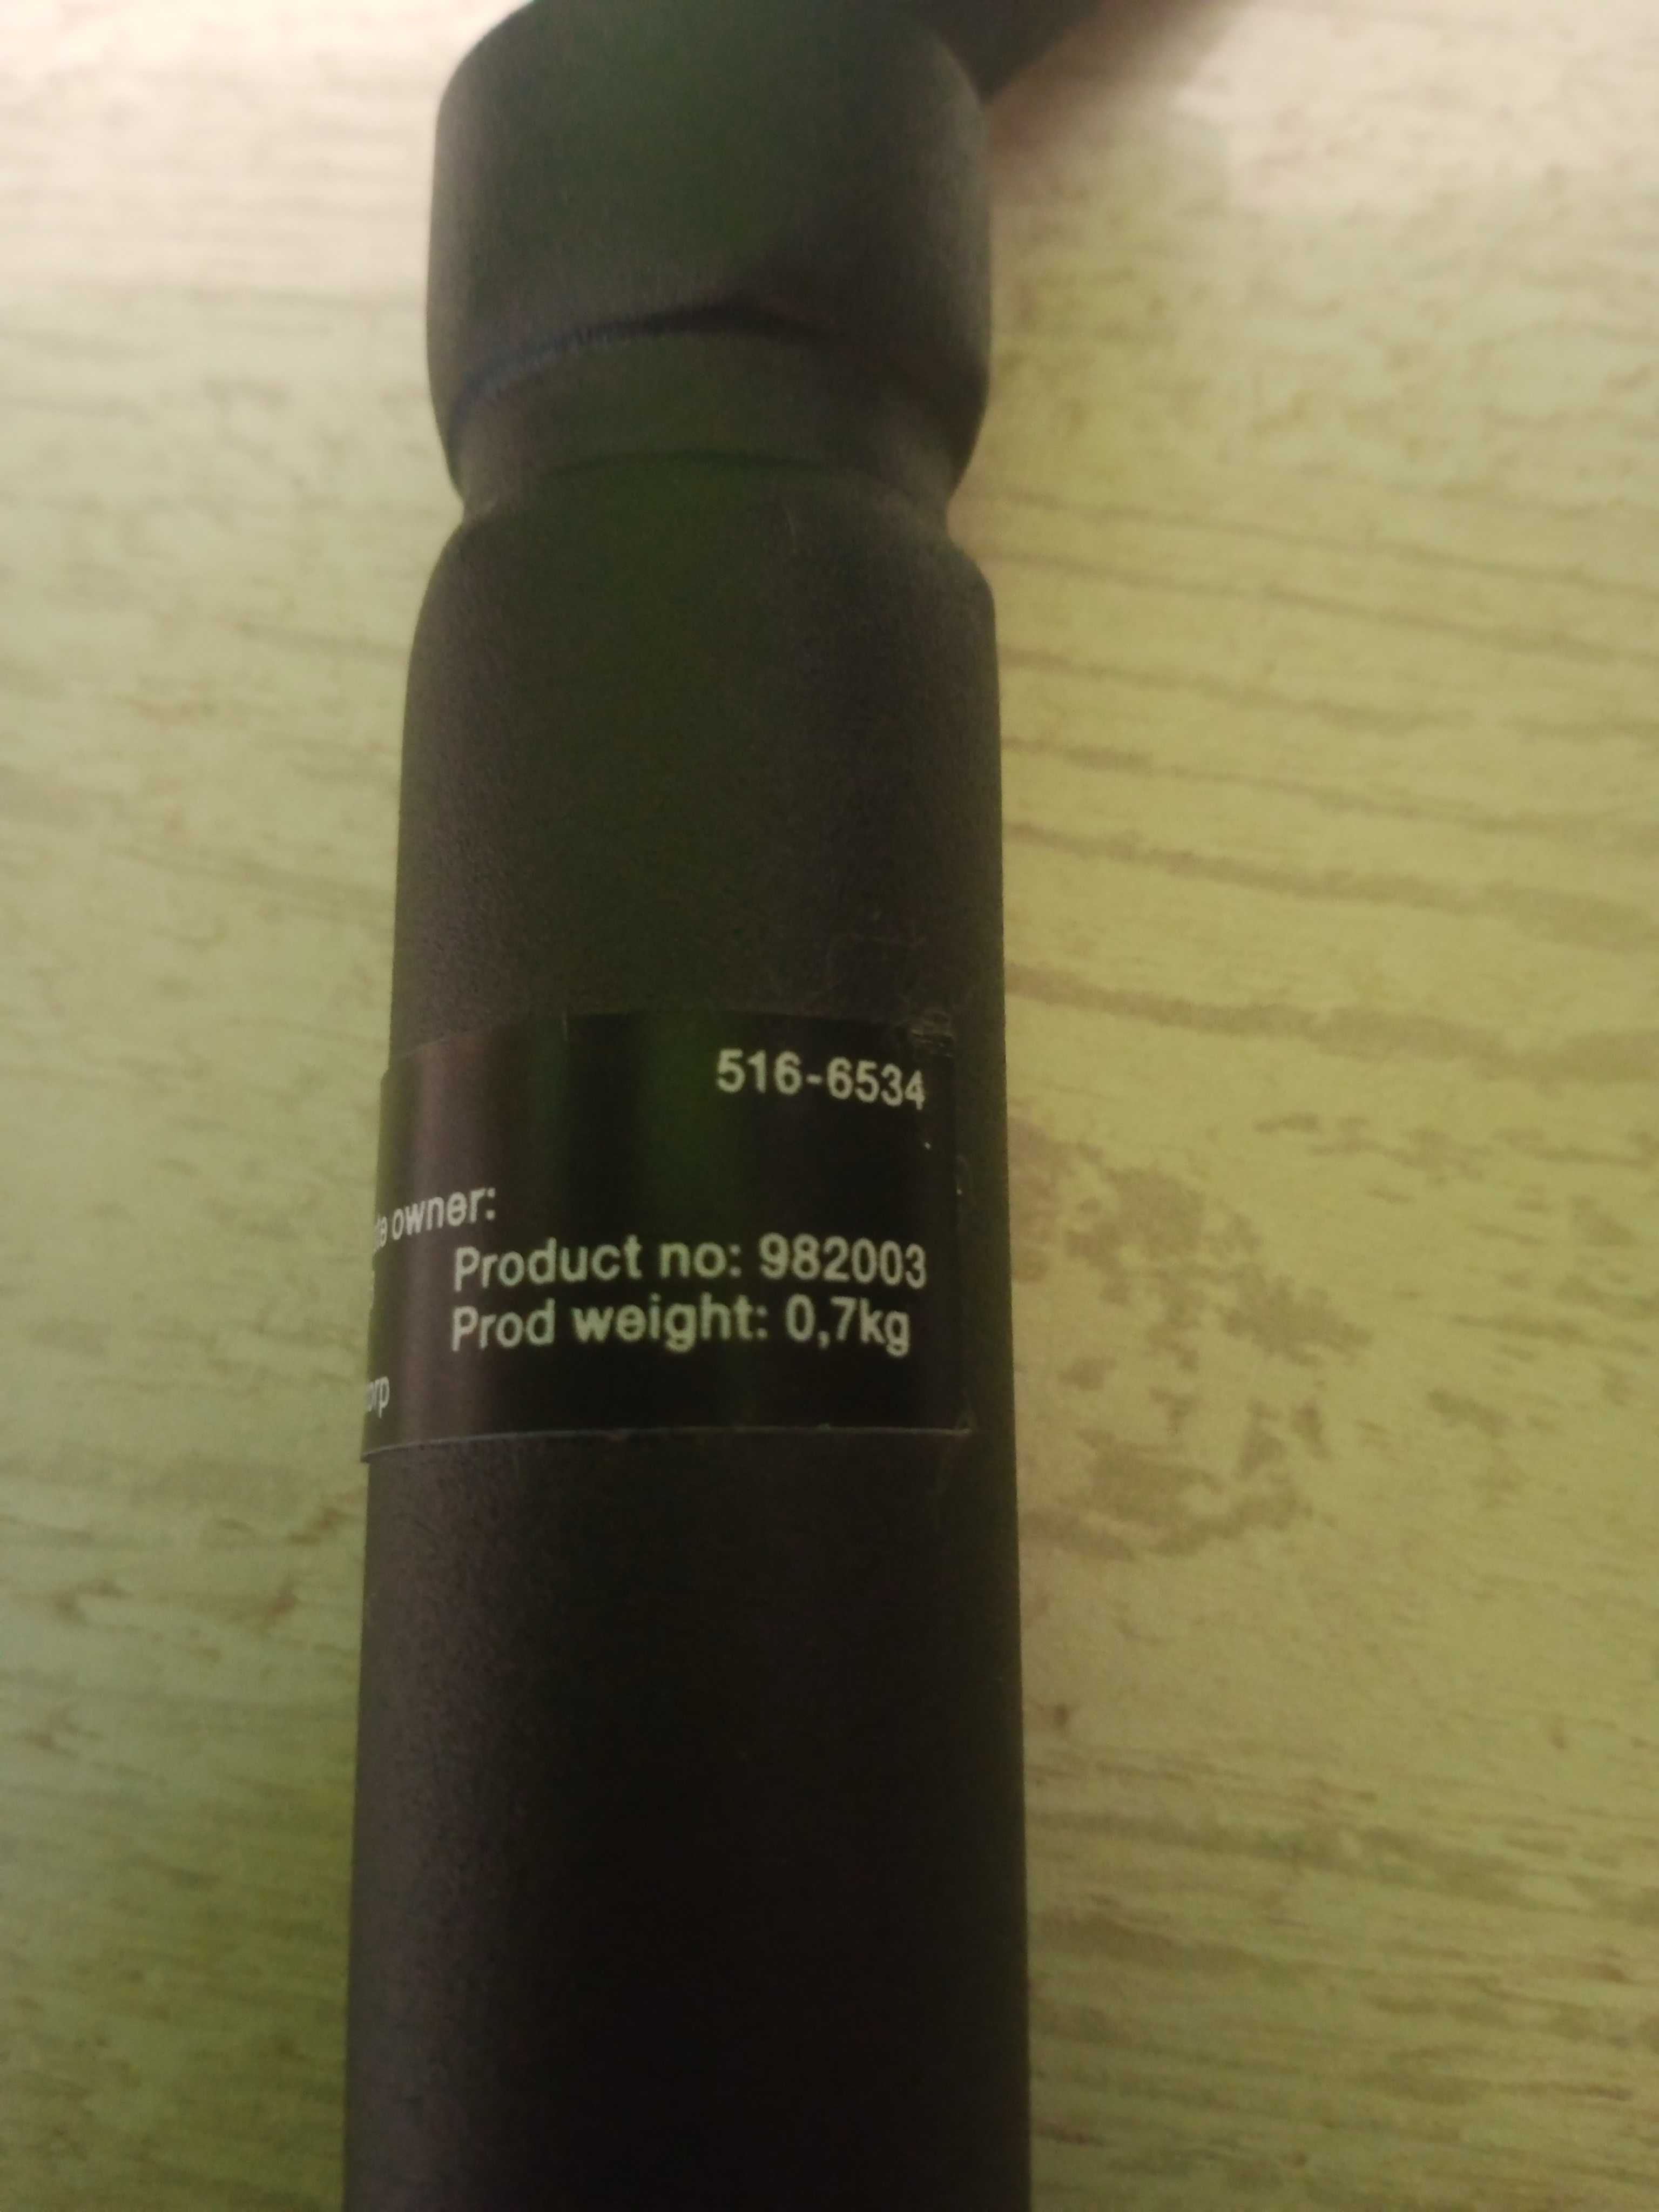 516-6534
owner:
Product no: 982003
Prod weight: 0,7kg